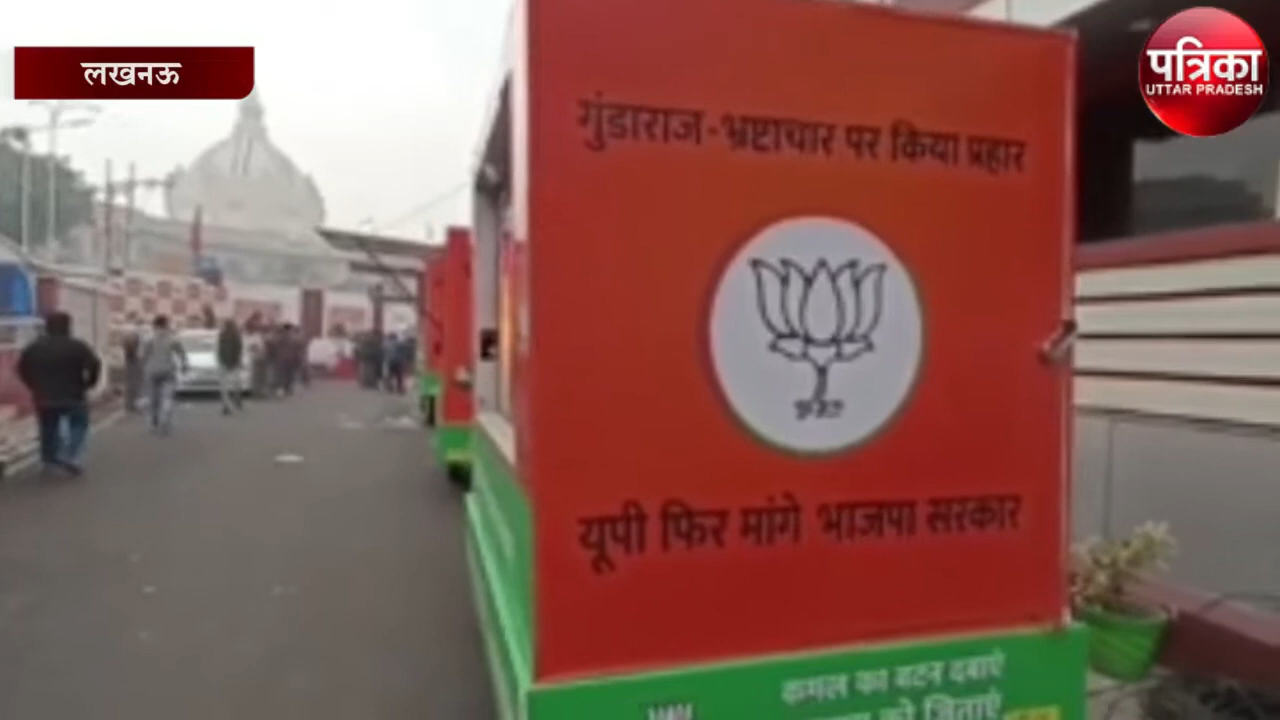 लखनऊ
पत्रिका
UTTAR PRADESH
गुंडाराज-भ्रष्टाचार पर किया प्रहार
यूपी फिर मांगे भाजपा सरकार
कमल का बटन दबाएं
को जिताएं